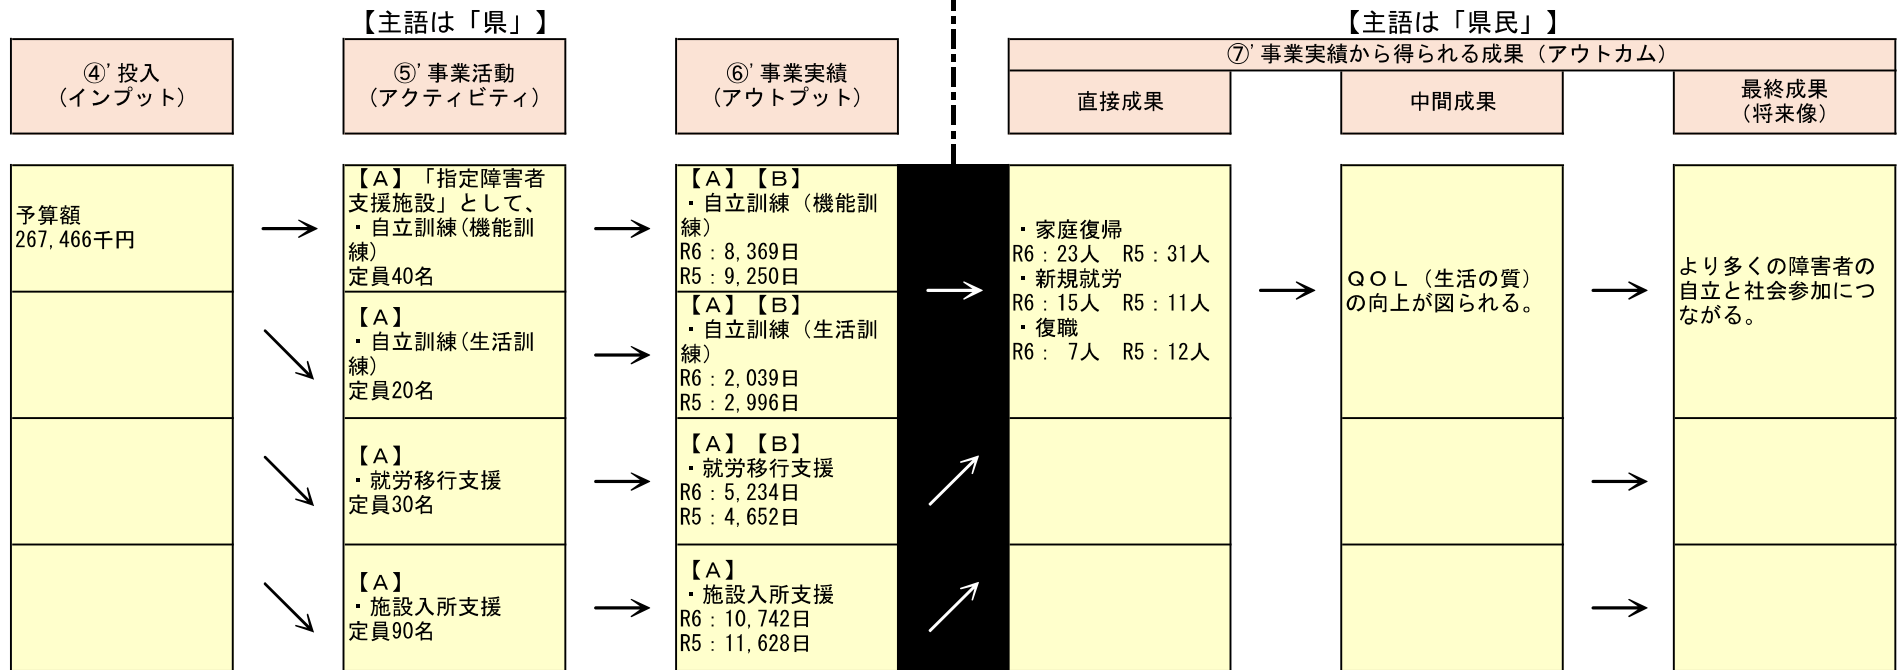 【主語は「県」】
【主語は「県民」】
④’投入
(インプット)
⑤’事業活動
(アクティビティ)
⑥’事業実績
(アウトプット)
⑦’事業実績から得られる成果(アウトカム)
直接成果
中間成果
最終成果
(将来像)
予算額
267,466千円
【A】「指定障害者
支援施設」として、
・自立訓練(機能訓
練)
定員40名
【A】【B】
・自立訓練(機能訓
練)
R6：8,369日
R5：9,250日
・家庭復帰
R6：23人　R5：31人
・新規就労
R6：15人　R5：11人
・復職
R6：　7人　R5：12人
QOL(生活の質)
の向上が図られる。
より多くの障害者の
自立と社会参加につ
ながる。
【A】
・自立訓練(生活訓
練)
定員20名
【A】【B】
・自立訓練(生活訓
練)
R6：2,039日
R5：2,996日
【A】
・就労移行支援
定員30名
【A】【B】
・就労移行支援
R6：5,234日
R5：4,652日
【A】
・施設入所支援
定員90名
【A】
・施設入所支援
R6：10,742日
R5：11,628日